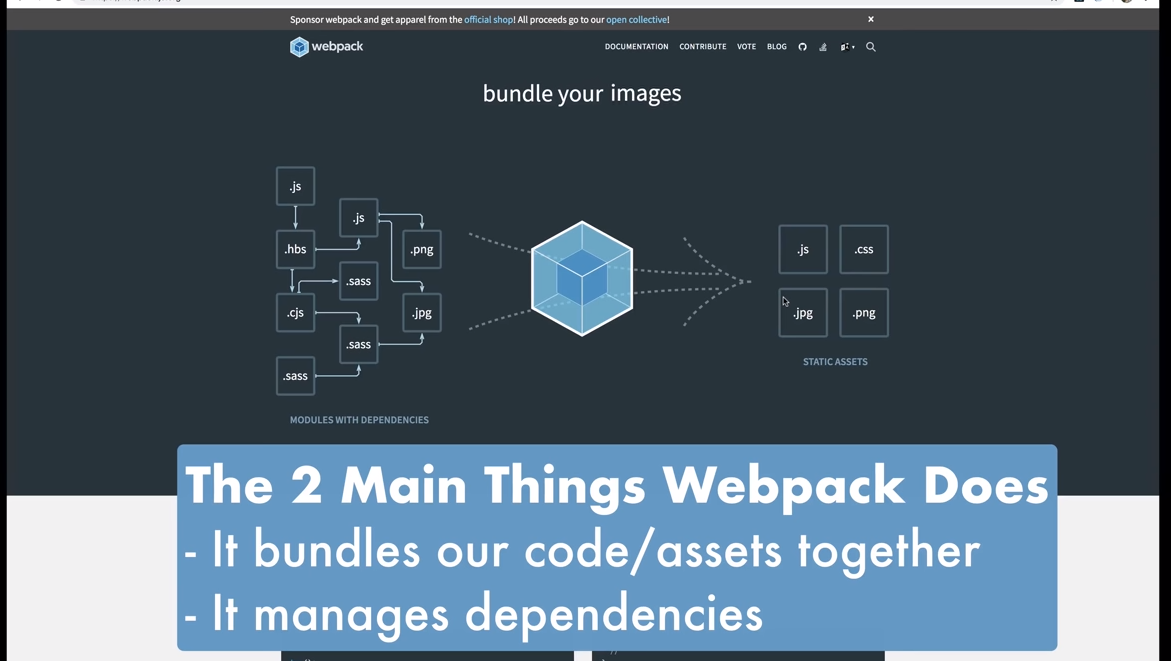 Sponsor webpack and get apparel from the official shop! All proceeds go to our open collective!
×
webpack
DOCUMENTATION CONTRIBUTE VOTE BLOG
bundle your images
.js
.js
.hbs
.png
.sass
.cjs
.jpg
.sass
.sass
MODULES WITH DEPENDENCIES
.js .css
.jpg .png
STATIC ASSETS
The 2 Main Things Webpack Does
- It bundles our code/assets together
- It manages dependencies